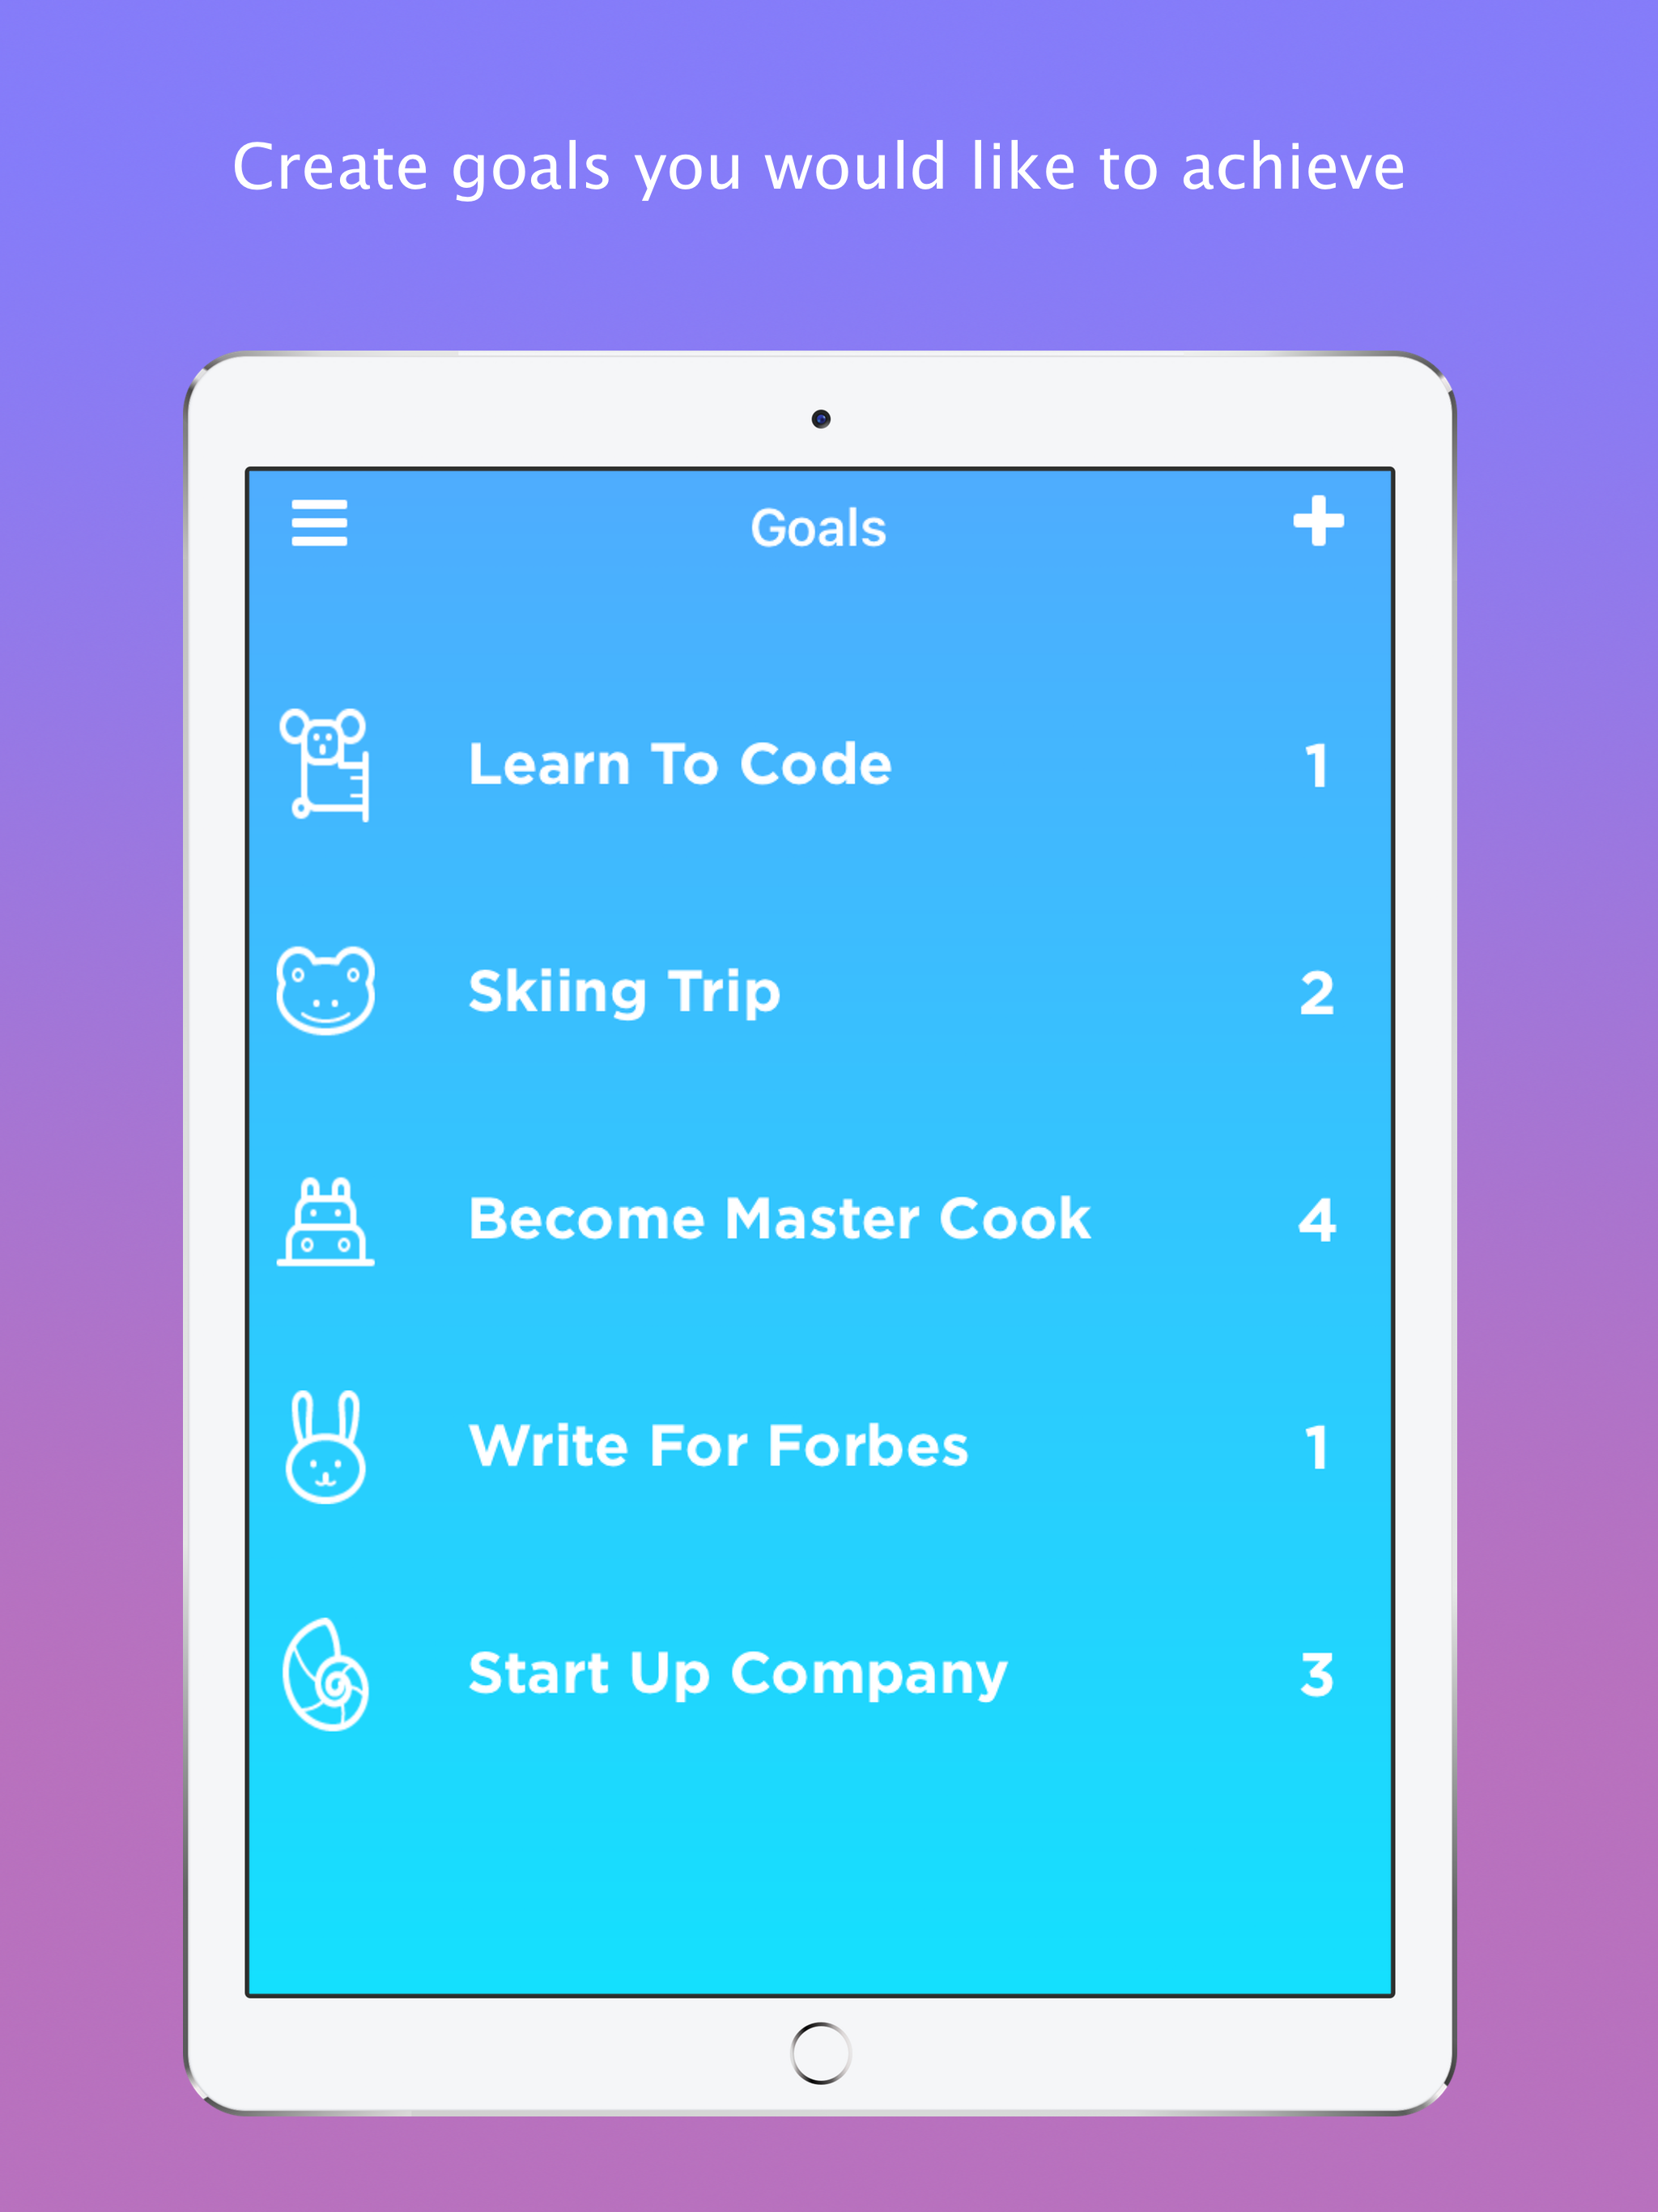 Create goals you would like to achieve
Goals
Learn To Code 1
Skiing Trip 2
Become Master Cook 4
Write For Forbes 1
Start Up Company 3